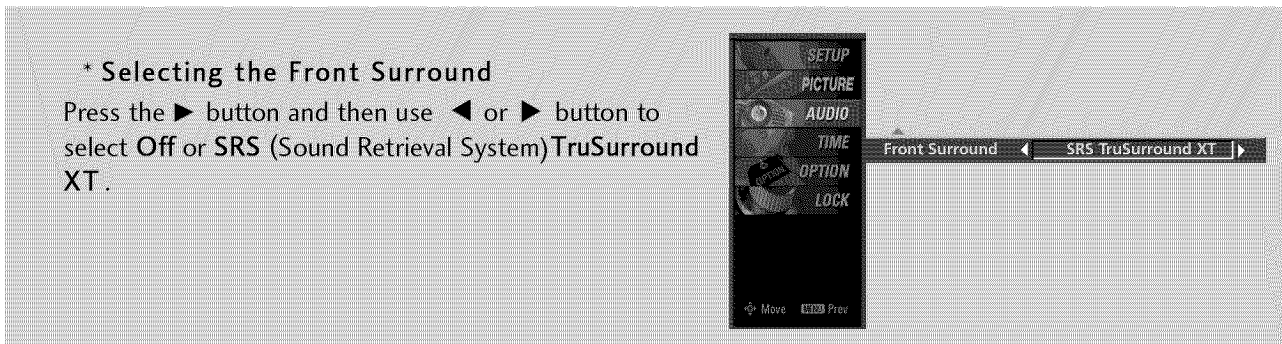 * Selecting the Front Surround
Press the ▶ button and then use ◀ or ▶ button to
select Off or SRS (Sound Retrieval System) TruSurround
XT.
SETUP
PICTURE
AUDIO
TIME
OPTION
OPTION
LOCK
Front Surround ◀ SRS TruSurround XT ▶
Move MENU Prev